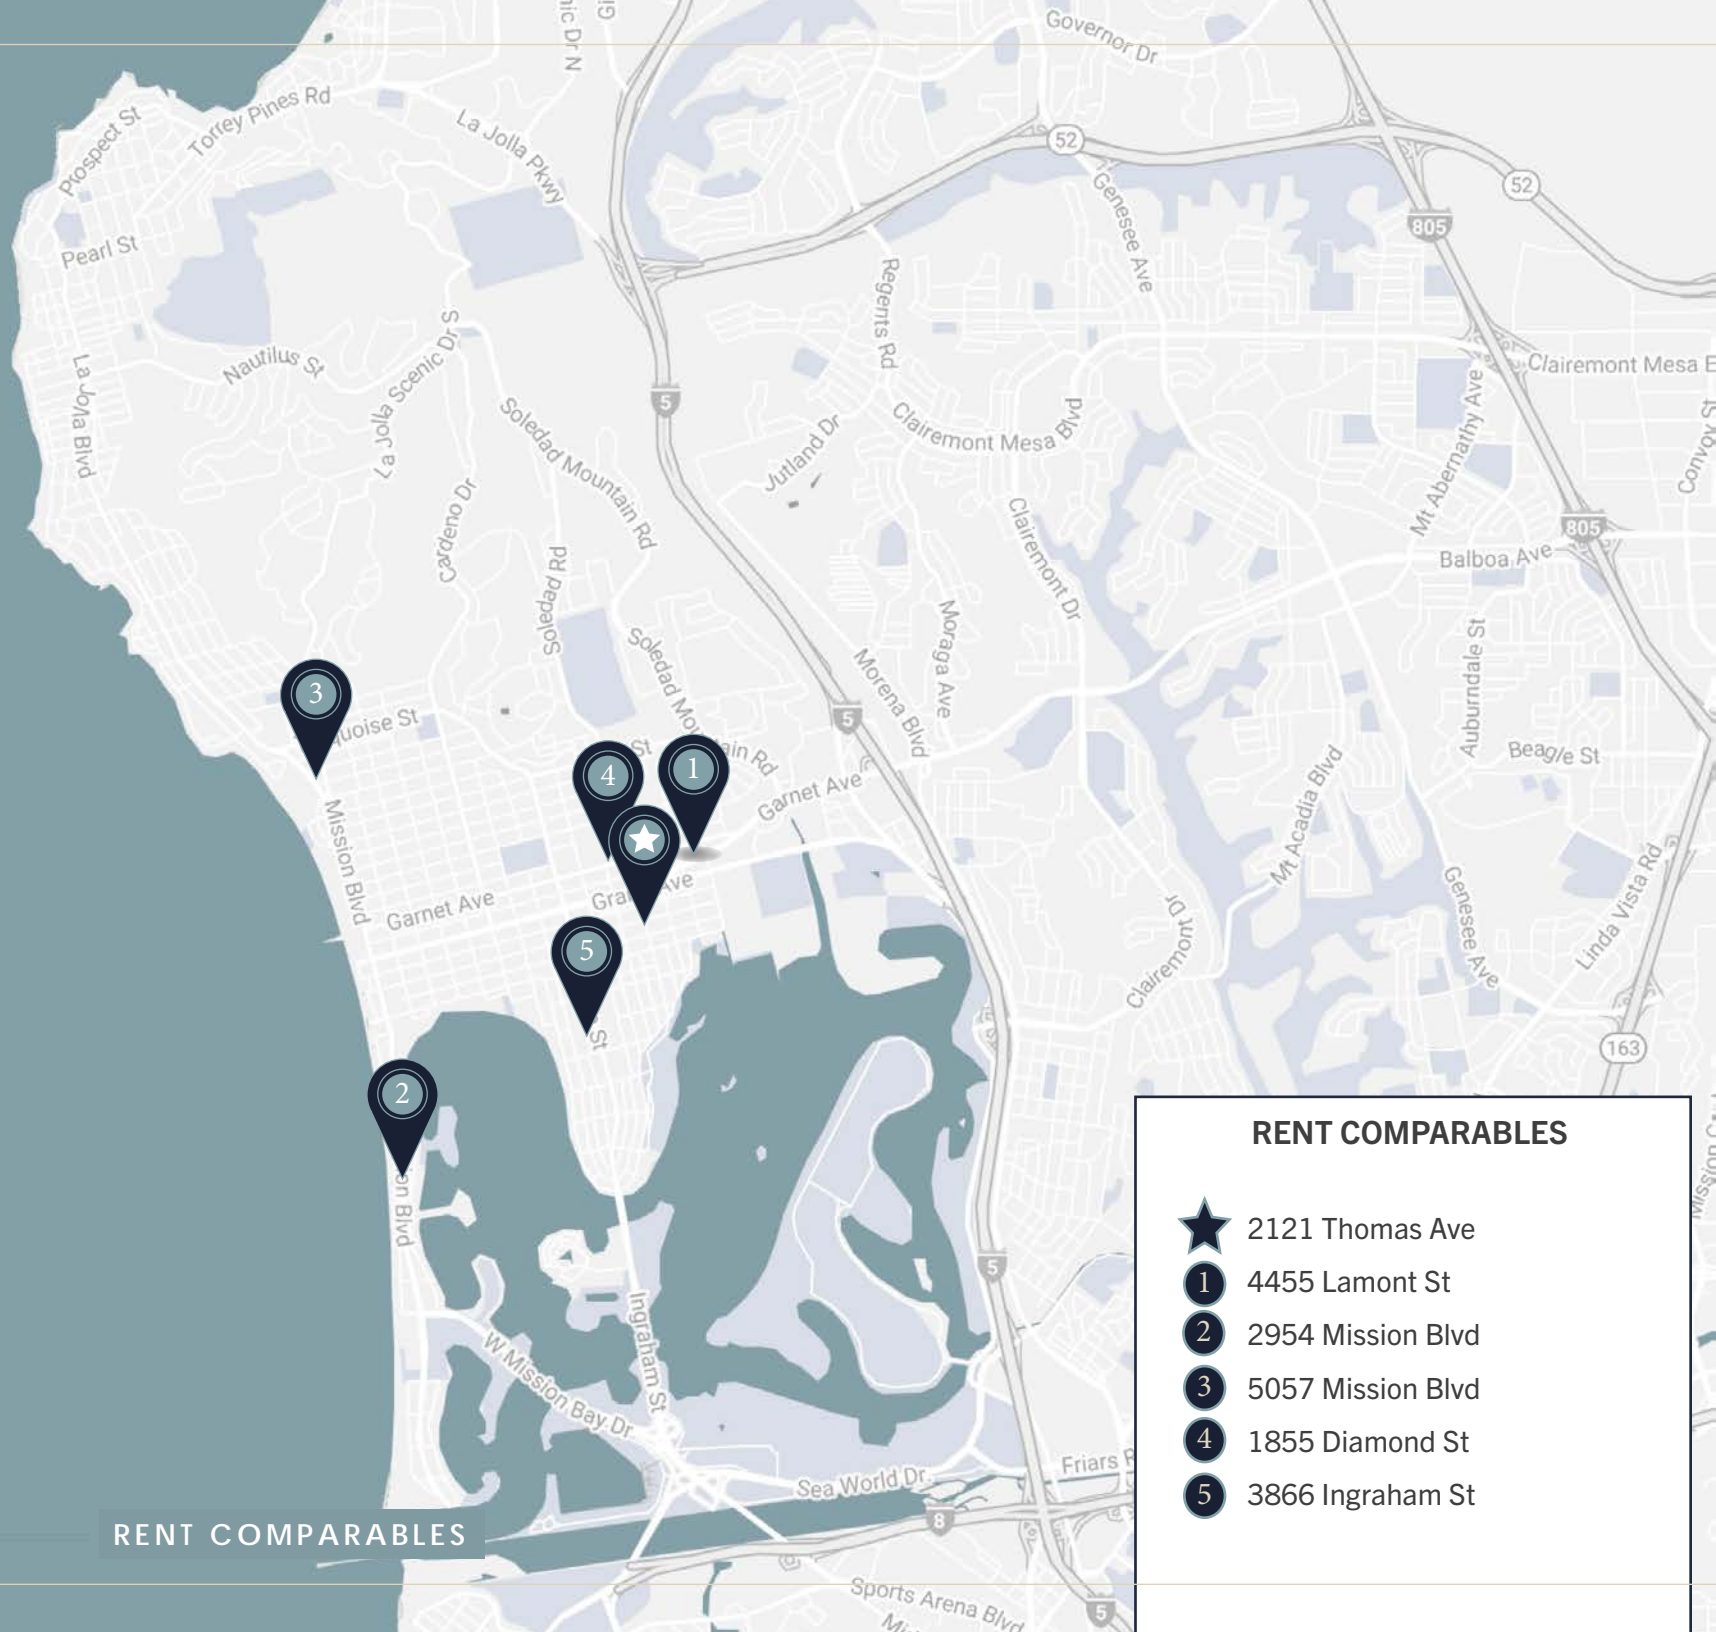 Governor Dr
Torrey Pines Rd
Prospect St
La Jolla Pkwy
52
Genesee Ave
52
805
Pearl St
Regents Rd
La Jolla Blvd
Nautilus St
La Jolla Scenic Dr S
Clairemont Mesa
5
Soledad Mountain Rd
Clairemont Mesa Blvd
Jutland Dr
Mt Abernathy Ave
Convoy St
Cardeno Dr
Clairemont Dr
805
Balboa Ave
Soledad Rd
Moraga Ave
Soledad
Morena Blvd
Auburndale St
3
5
St
Rd
Beagle St
4
1
Garnet Ave
Mission Blvd
Mt Acadia Blvd
Garnet Ave
Ave
Linda Vista Rd
Genesee Ave
Clairemont Dr
5
St
163
2
Blvd
5
Ingraham St
W Mission Bay Dr
Sea World Dr
Friars
8
Sports Arena Blvd
5
RENT COMPARABLES
2121 Thomas Ave
1 4455 Lamont St
2 2954 Mission Blvd
3 5057 Mission Blvd
4 1855 Diamond St
5 3866 Ingraham St
RENT COMPARABLES